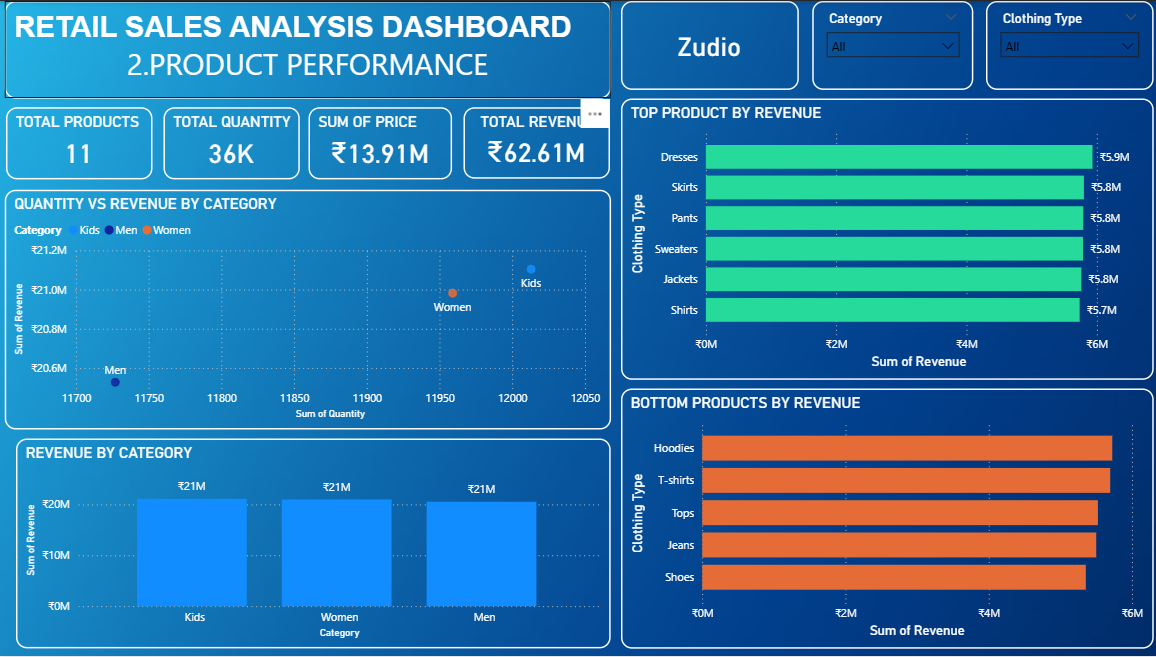 RETAIL SALES ANALYSIS DASHBOARD
2.PRODUCT PERFORMANCE
Zudio
Category
All
Clothing Type
All
TOTAL PRODUCTS
11
TOTAL QUANTITY
36K
SUM OF PRICE
₹13.91M
TOTAL REVENU
₹62.61M
QUANTITY VS REVENUE BY CATEGORY
Category Kids Men Women
₹21.2M
₹21.0M
₹20.8M
₹20.6M
Sum of Revenue
Kids
Women
Men
11700 11750 11800 11850 11900 11950 12000 12050
Sum of Quantity
REVENUE BY CATEGORY
₹21M ₹21M ₹21M
₹20M
₹10M
₹0M
Sum of Revenue
Kids Women Men
Category
TOP PRODUCT BY REVENUE
Clothing Type
Dresses ₹5.9M
Skirts ₹5.8M
Pants ₹5.8M
Sweaters ₹5.8M
Jackets ₹5.8M
Shirts ₹5.7M
₹0M ₹2M ₹4M ₹6M
Sum of Revenue
BOTTOM PRODUCTS BY REVENUE
Clothing Type
Hoodies
T-shirts
Tops
Jeans
Shoes
₹0M ₹2M ₹4M ₹6M
Sum of Revenue